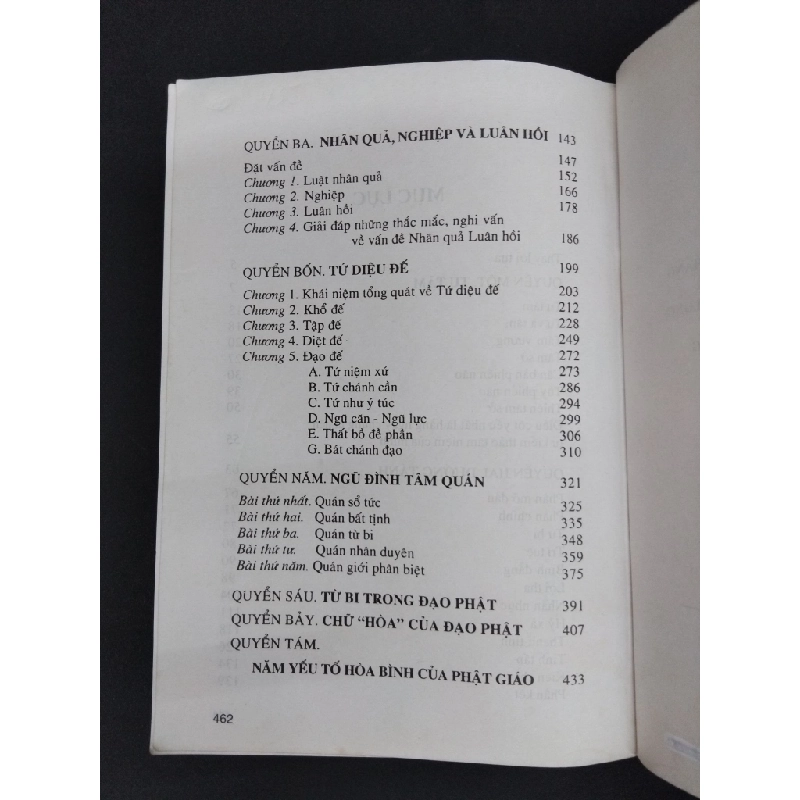 QUYỂN BA. NHÂN QUẢ, NGHIỆP VÀ LUÂN HỒI 143
Đặt vấn đề 147
Chương 1. Luật nhân quả 152
Chương 2. Nghiệp 166
Chương 3. Luân hồi 178
Chương 4. Giải đáp những thắc mắc, nghi vấn
về vấn đề Nhân quả Luân hồi 186
QUYỂN BỐN. TỨ DIỆU ĐẾ 199
Chương 1. Khái niệm tổng quát về Tứ diệu đế 203
Chương 2. Khổ đế 212
Chương 3. Tập đế 228
Chương 4. Diệt đế 249
Chương 5. Đạo đế 272
A. Tứ niệm xứ 273
B. Tứ chánh cần 286
C. Tứ như ý túc 294
D. Ngũ căn - Ngũ lực 299
E. Thất bồ đề phần 306
G. Bát chánh đạo 310
QUYỂN NĂM. NGŨ ĐÌNH TÂM QUÁN 321
Bài thứ nhất. Quán sổ tức 325
Bài thứ hai. Quán bất tịnh 335
Bài thứ ba. Quán từ bi 348
Bài thứ tư. Quán nhân duyên 359
Bài thứ năm. Quán giới phân biệt 375
QUYỂN SÁU. TỪ BI TRONG ĐẠO PHẬT 391
QUYỂN BẢY. CHỮ "HÒA" CỦA ĐẠO PHẬT 407
QUYỂN TÁM.
NĂM YẾU TỐ HÒA BÌNH CỦA PHẬT GIÁO 433
462